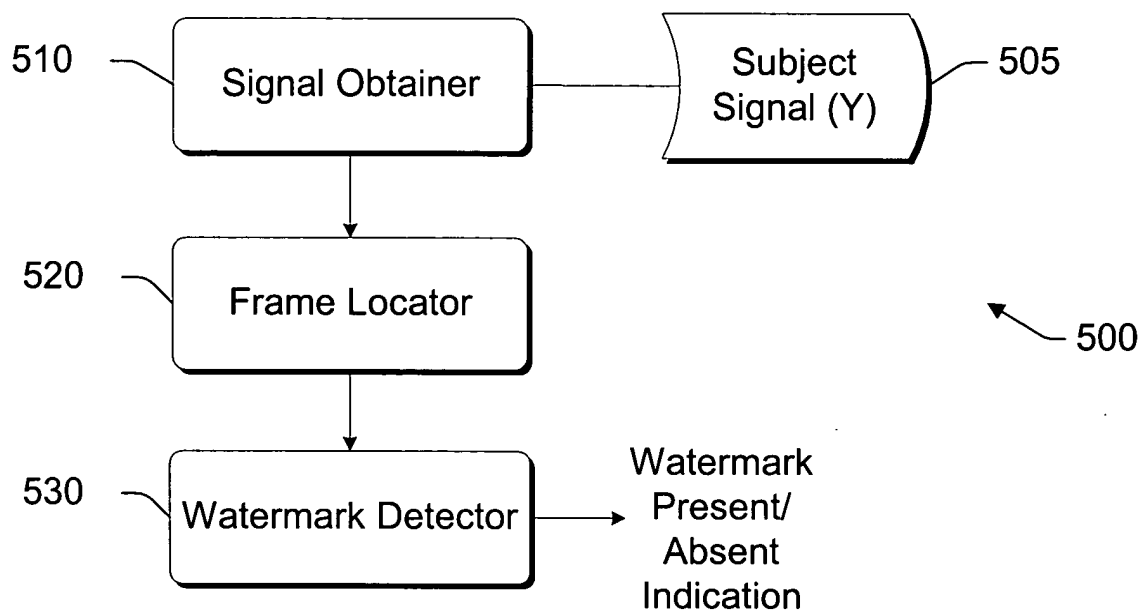 510
Signal Obtainer
Subject
Signal (Y)
505
520
Frame Locator
500
530
Watermark Detector
Watermark
Present/
Absent
Indication